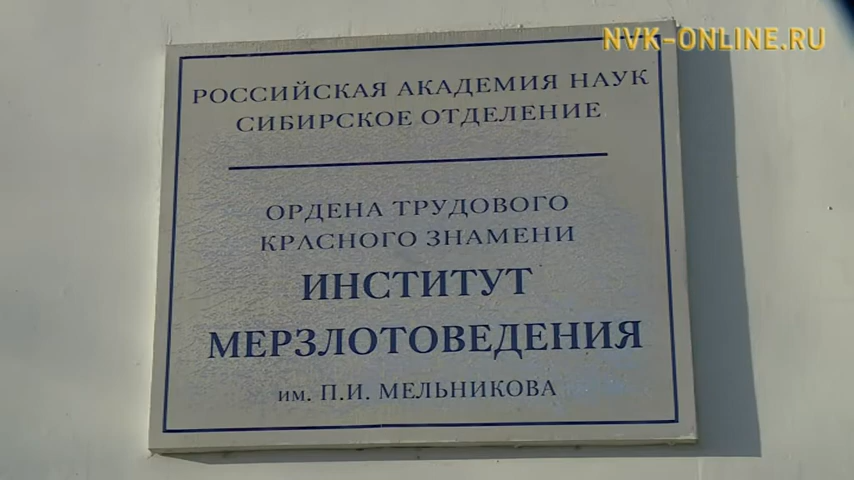 NVK-ONLINE.RU
РОССИЙСКАЯ АКАДЕМИЯ НАУК
СИБИРСКОЕ ОТДЕЛЕНИЕ
ОРДЕНА ТРУДОВОГО
КРАСНОГО ЗНАМЕНИ
ИНСТИТУТ
МЕРЗЛОТОВЕДЕНИЯ
им. П.И. МЕЛЬНИКОВА